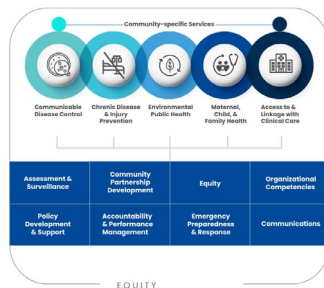 Community-specific Services
Communicable
Disease Control
Chronic Disease
& Injury
Prevention
Environmental
Public Health
Maternal,
Child, &
Family Health
Access to &
Linkage with
Clinical Care
Assessment &
Surveillance
Community
Partnership
Development
Equity
Organizational
Competencies
Policy
Development
& Support
Accountability
& Performance
Management
Emergency
Preparedness
& Response
Communications
EQUITY